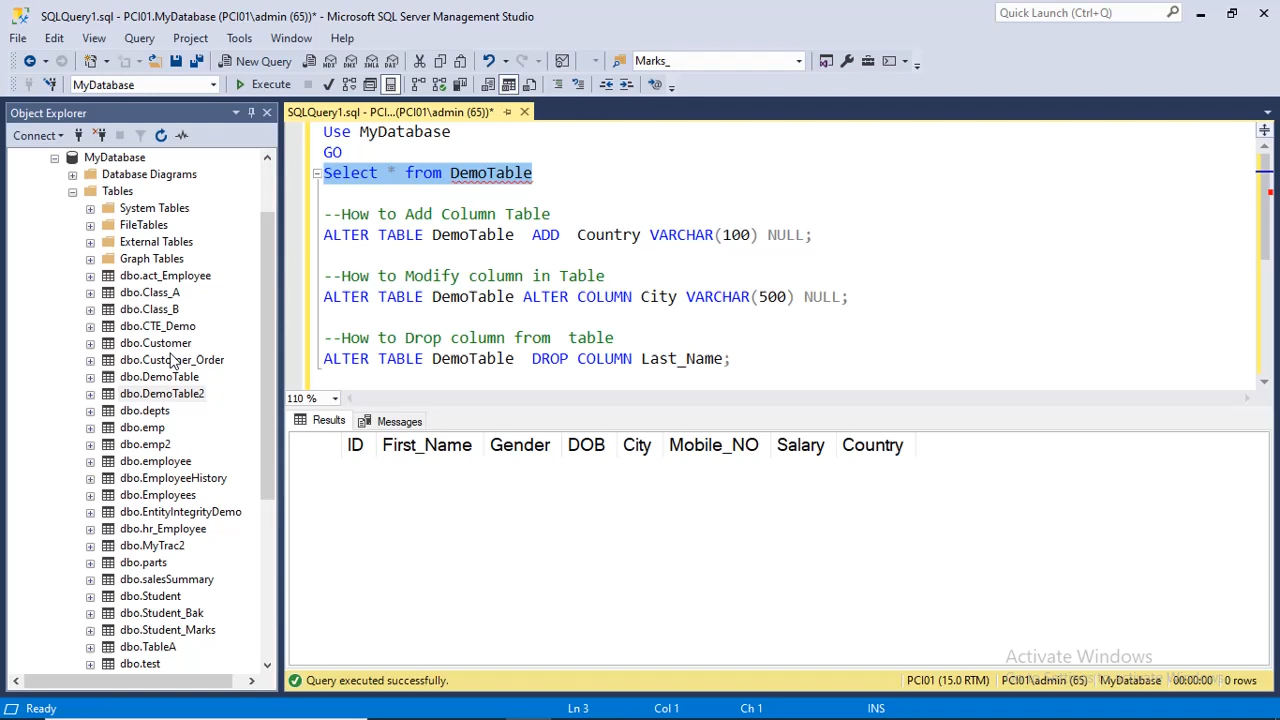 SQLQuery1.sql - PCI01.MyDatabase (PCI01\admin (65))* - Microsoft SQL Server Management Studio
Quick Launch (Ctrl+Q)
File Edit View Query Project Tools Window Help
New Query
Marks_
MyDatabase
Execute
Object Explorer
SQLQuery1.sql - PCI...(PCI01\admin (65))*
Connect
MyDatabase
Database Diagrams
Tables
System Tables
FileTables
External Tables
Graph Tables
dbo.act_Employee
dbo.Class_A
dbo.Class_B
dbo.CTE_Demo
dbo.Customer
dbo.Customer_Order
dbo.DemoTable
dbo.DemoTable2
dbo.depts
dbo.emp
dbo.emp2
dbo.employee
dbo.EmployeeHistory
dbo.Employees
dbo.EntityIntegrityDemo
dbo.hr_Employee
dbo.MyTrac2
dbo.parts
dbo.salesSummary
dbo.Student
dbo.Student_Bak
dbo.Student_Marks
dbo.TableA
dbo.test
Use MyDatabase
GO
Select * from DemoTable
--How to Add Column Table
ALTER TABLE DemoTable  ADD  Country VARCHAR(100) NULL;
--How to Modify column in Table
ALTER TABLE DemoTable ALTER COLUMN City VARCHAR(500) NULL;
--How to Drop column from  table
ALTER TABLE DemoTable  DROP COLUMN Last_Name;
110 %
Results Messages
ID First_Name Gender DOB City Mobile_NO Salary Country
Activate Windows
Query executed successfully.
PCI01 (15.0 RTM) PCI01\admin (65) MyDatabase 00:00:00 0 rows
Ready Ln 3 Col 1 Ch 1 INS